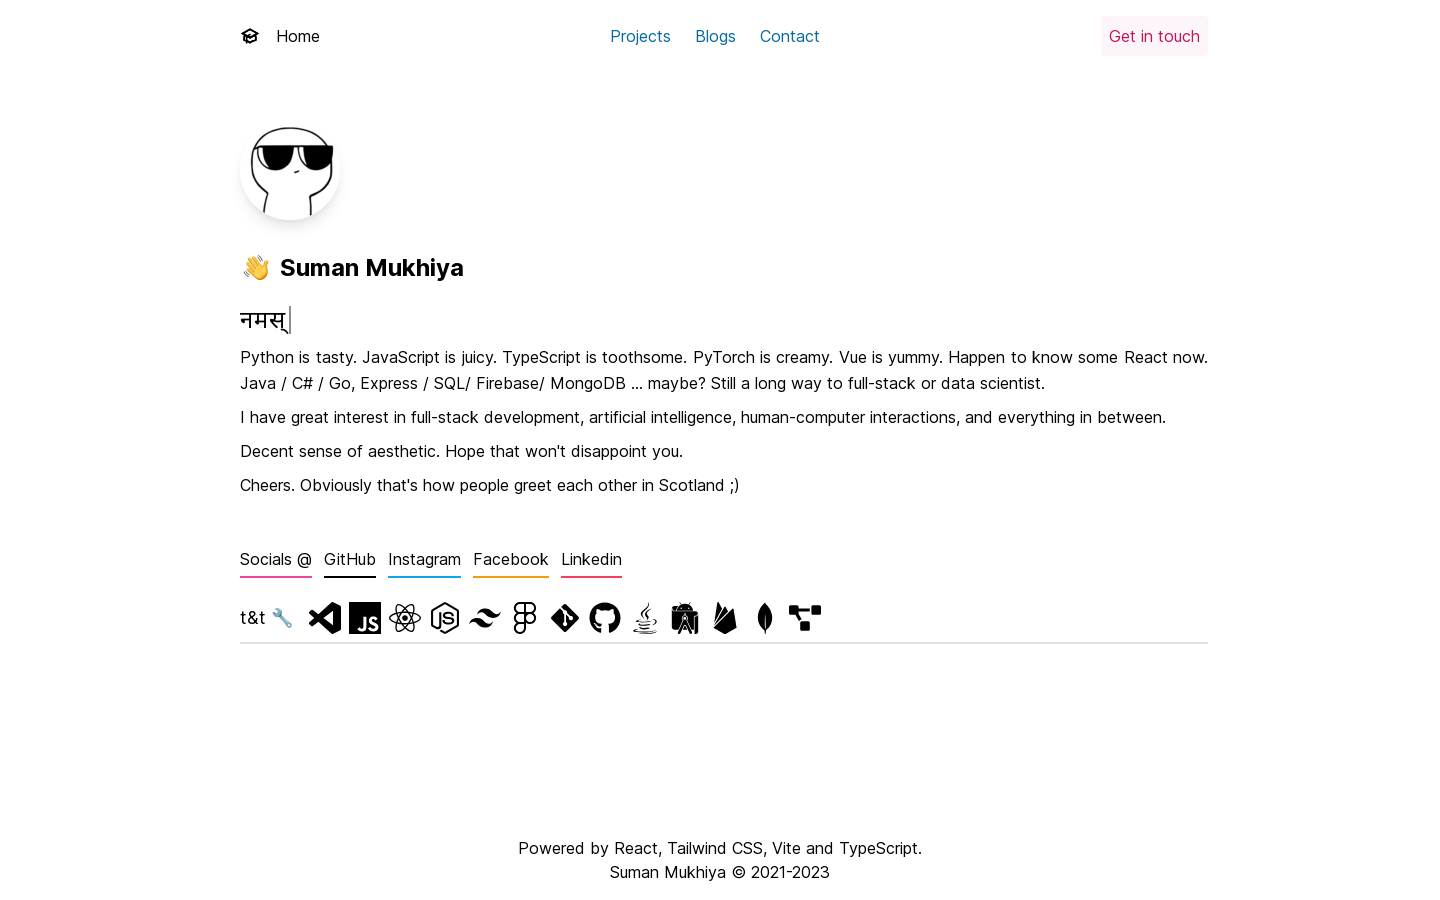 Home
Projects
Blogs
Contact
Get in touch
👋 Suman Mukhiya
नमस्
Python is tasty. JavaScript is juicy. TypeScript is toothsome. PyTorch is creamy. Vue is yummy. Happen to know some React now.
Java / C# / Go, Express / SQL/ Firebase/ MongoDB ... maybe? Still a long way to full-stack or data scientist.
I have great interest in full-stack development, artificial intelligence, human-computer interactions, and everything in between.
Decent sense of aesthetic. Hope that won't disappoint you.
Cheers. Obviously that's how people greet each other in Scotland ;)
Socials @ GitHub Instagram Facebook Linkedin
t&t 🔧 JS
Powered by React, Tailwind CSS, Vite and TypeScript.
Suman Mukhiya © 2021-2023